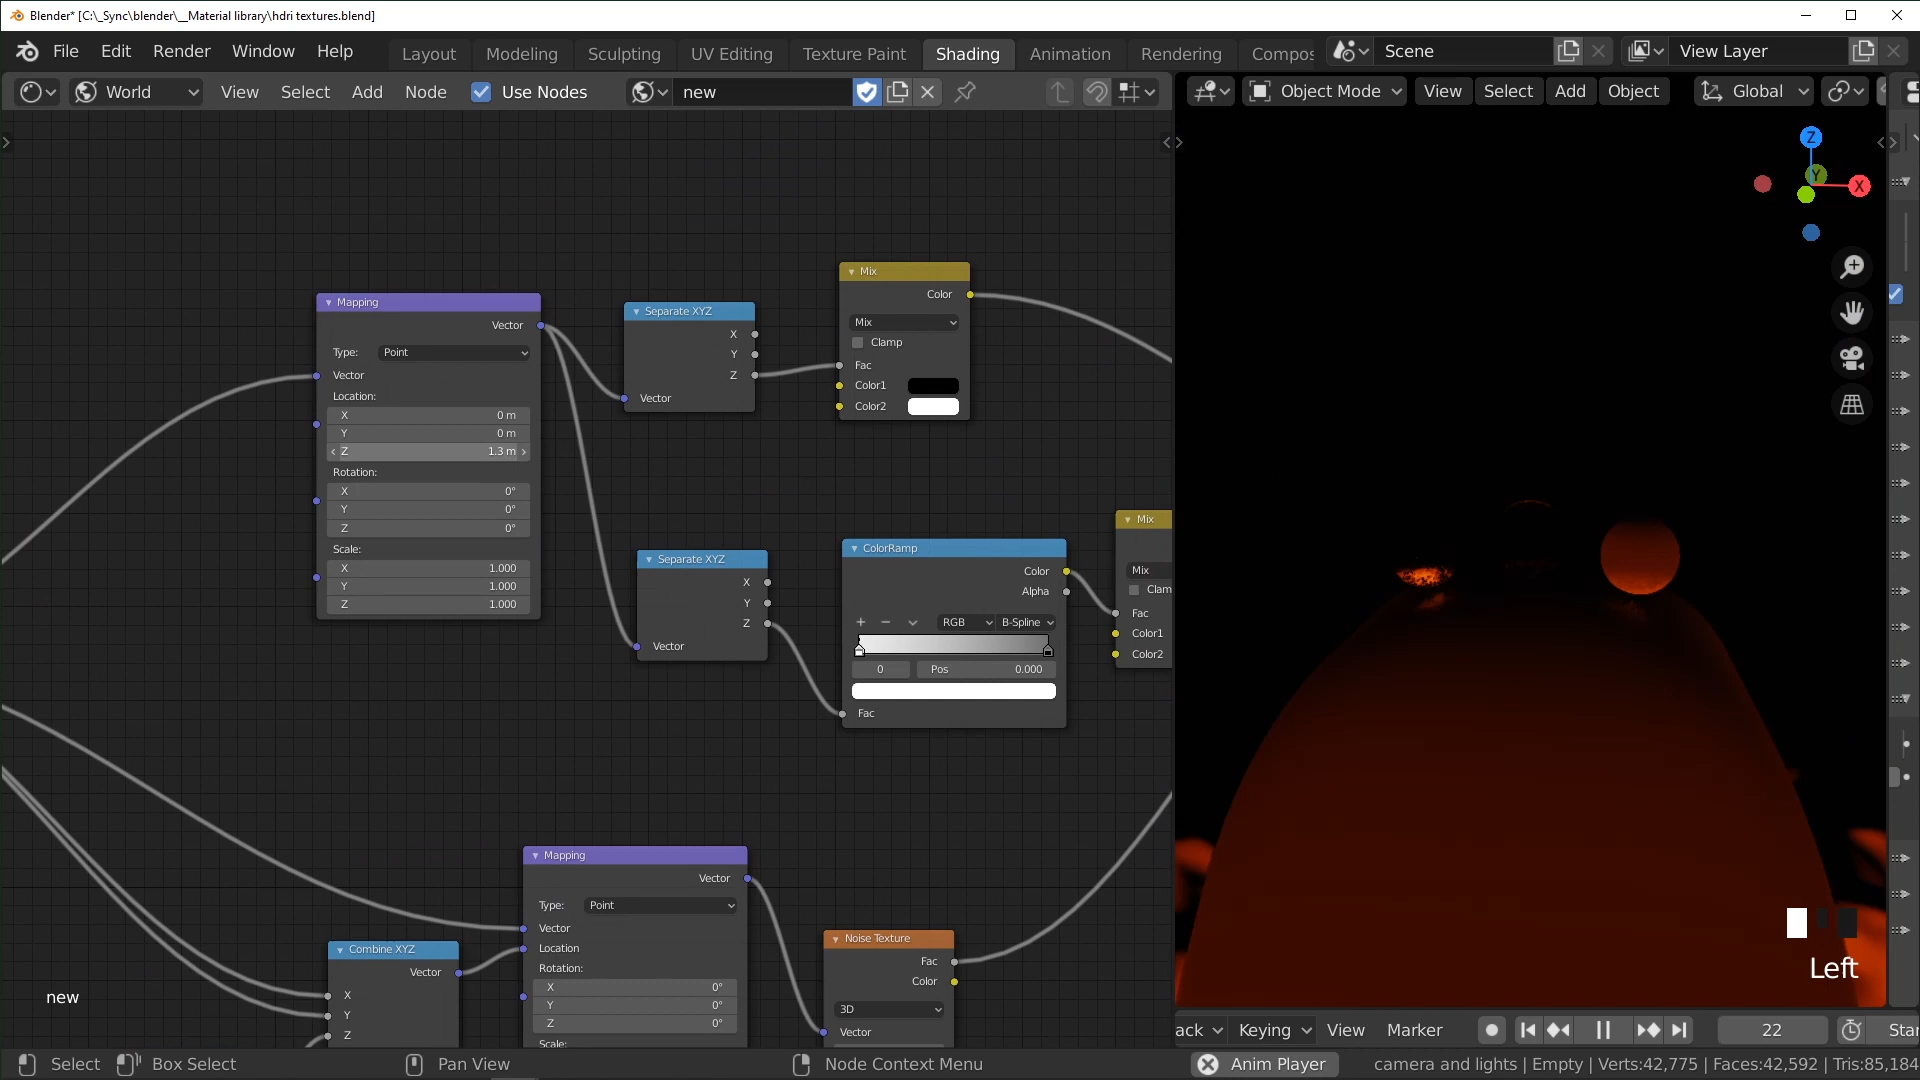 Blender* [C:\_Sync\blender\__Material library\hdri textures.blend]
File Edit Render Window Help Layout Modeling Sculpting UV Editing Texture Paint Shading Animation Rendering Compos Scene View Layer
World View Select Add Node Use Nodes new Object Mode View Select Add Object Global
Z
Y
X
Mapping
Vector
Type: Point
Vector
Location:
X 0 m
Y 0 m
Z 1.3 m
Rotation:
X 0°
Y 0°
Z 0°
Scale:
X 1.000
Y 1.000
Z 1.000
Separate XYZ
X
Y
Z
Vector
Mix
Color
Mix
Clamp
Fac
Color1
Color2
Separate XYZ
X
Y
Z
Vector
ColorRamp
Color
Alpha
RGB B-Spline
0 Pos 0.000
Fac
Mix
Mix
Clam
Fac
Color1
Color2
Mapping
Vector
Type: Point
Vector
Location
Rotation:
X 0°
Y 0°
Z 0°
Scale:
Combine XYZ
Vector
X
Y
Z
Noise Texture
Fac
Color
3D
Vector
new
Left
ack Keying View Marker 22 Star
Select Box Select Pan View Node Context Menu Anim Player camera and lights | Empty | Verts:42,775 | Faces:42,592 | Tris:85,184